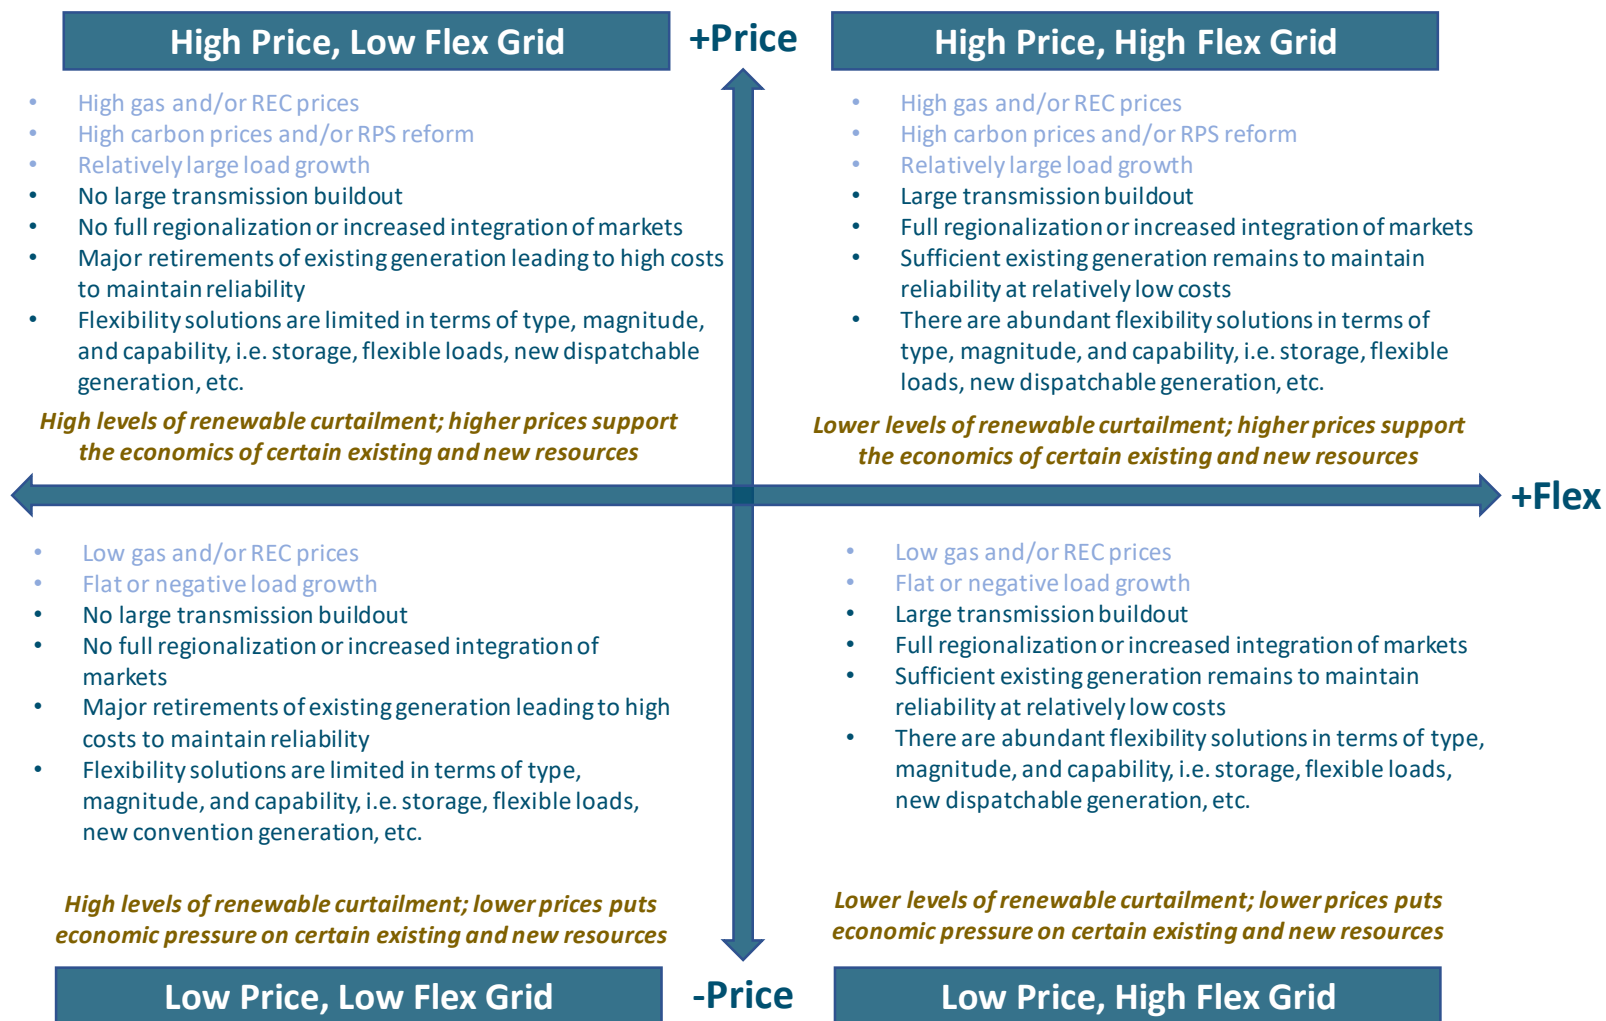 High Price, Low Flex Grid
+Price
High Price, High Flex Grid
• High gas and/or REC prices
• High carbon prices and/or RPS reform
• Relatively large load growth
• No large transmission buildout
• No full regionalization or increased integration of markets
• Major retirements of existing generation leading to high costs
to maintain reliability
• Flexibility solutions are limited in terms of type, magnitude,
and capability, i.e. storage, flexible loads, new dispatchable
generation, etc.
High levels of renewable curtailment; higher prices support
the economics of certain existing and new resources
• High gas and/or REC prices
• High carbon prices and/or RPS reform
• Relatively large load growth
• Large transmission buildout
• Full regionalization or increased integration of markets
• Sufficient existing generation remains to maintain
reliability at relatively low costs
• There are abundant flexibility solutions in terms of
type, magnitude, and capability, i.e. storage, flexible
loads, new dispatchable generation, etc.
Lower levels of renewable curtailment; higher prices support
the economics of certain existing and new resources
+Flex
• Low gas and/or REC prices
• Flat or negative load growth
• No large transmission buildout
• No full regionalization or increased integration of
markets
• Major retirements of existing generation leading to high
costs to maintain reliability
• Flexibility solutions are limited in terms of type,
magnitude, and capability, i.e. storage, flexible loads,
new convention generation, etc.
High levels of renewable curtailment; lower prices puts
economic pressure on certain existing and new resources
• Low gas and/or REC prices
• Flat or negative load growth
• Large transmission buildout
• Full regionalization or increased integration of markets
• Sufficient existing generation remains to maintain
reliability at relatively low costs
• There are abundant flexibility solutions in terms of type,
magnitude, and capability, i.e. storage, flexible loads,
new dispatchable generation, etc.
Lower levels of renewable curtailment; lower prices puts
economic pressure on certain existing and new resources
Low Price, Low Flex Grid
-Price
Low Price, High Flex Grid